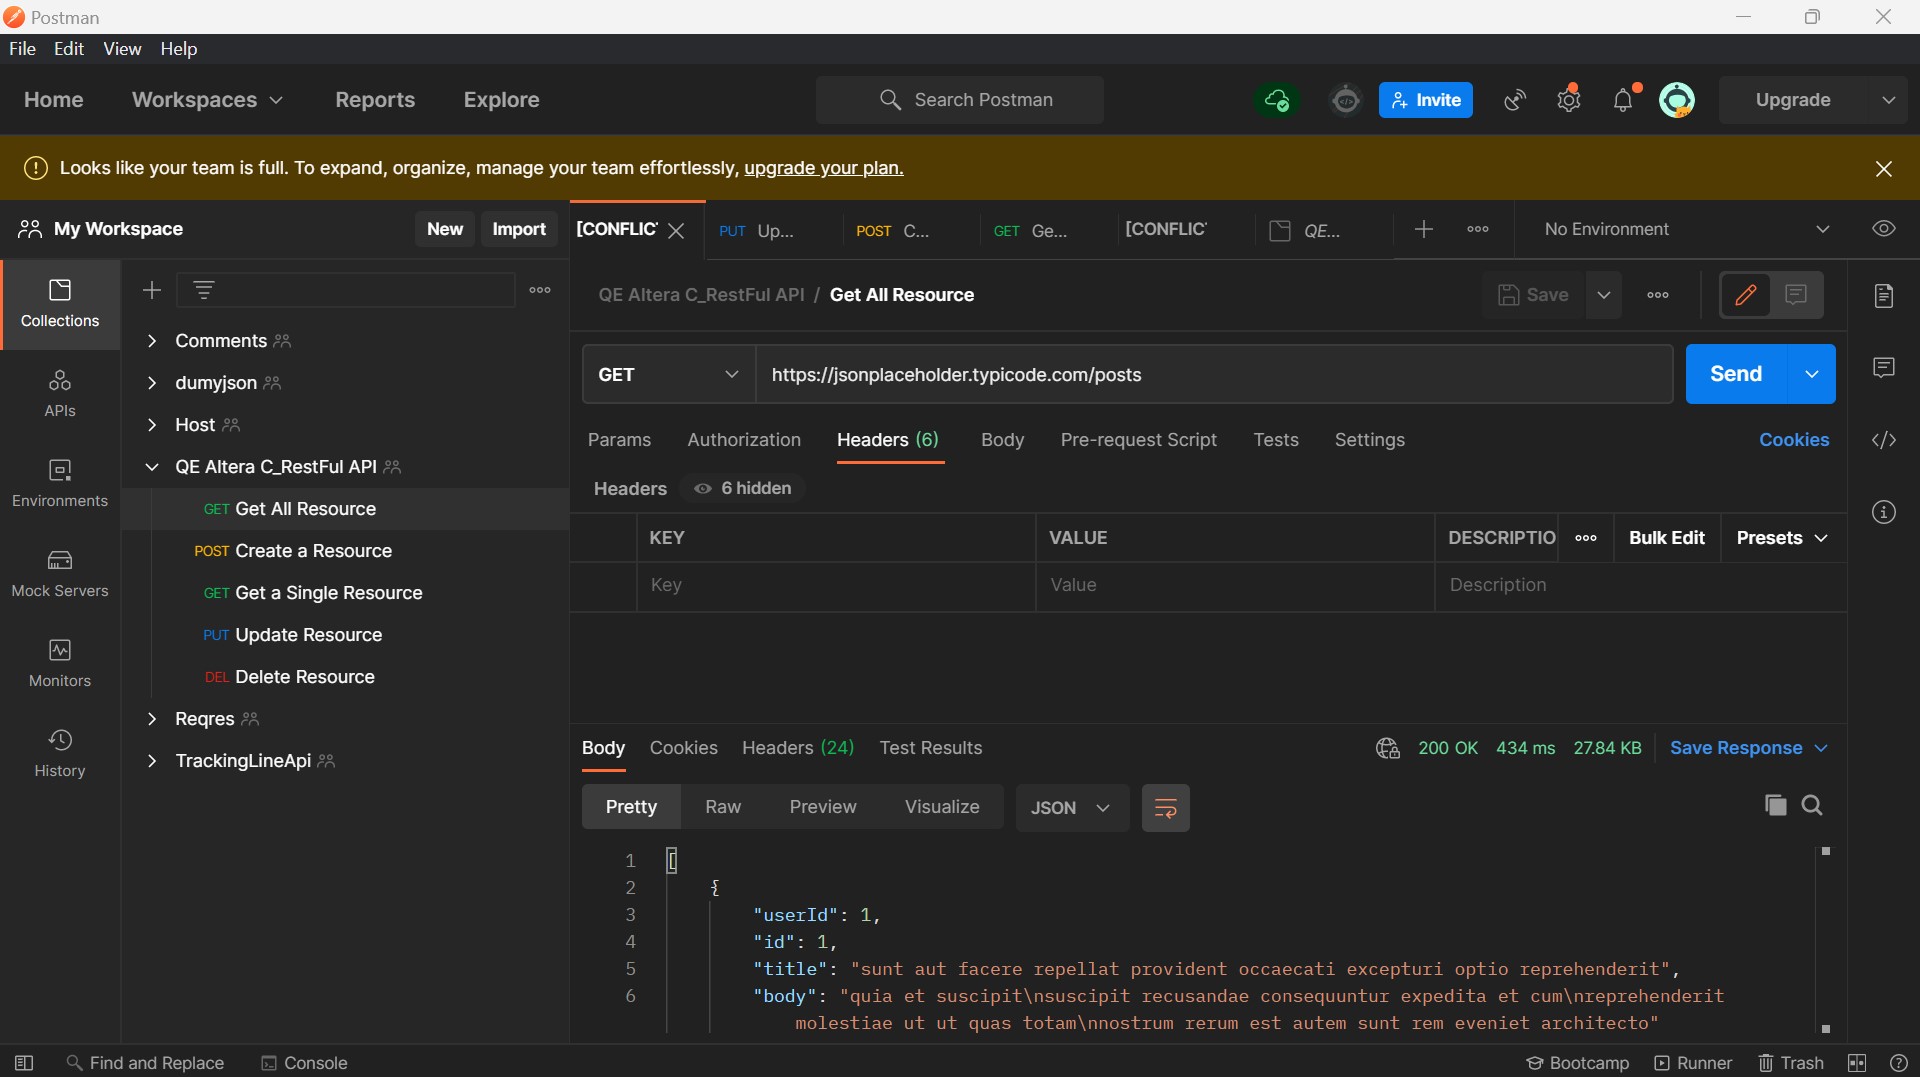 Postman
File Edit View Help
Home Workspaces Reports Explore Search Postman Invite Upgrade
Looks like your team is full. To expand, organize, manage your team effortlessly, upgrade your plan.
My Workspace New Import [CONFLIC PUT Up... POST C... GET Ge... [CONFLIC QE... No Environment
Collections
APIs
Environments
Mock Servers
Monitors
History
Comments
dumyjson
Host
QE Altera C_RestFul API
GET Get All Resource
POST Create a Resource
GET Get a Single Resource
PUT Update Resource
DEL Delete Resource
Reqres
TrackingLineApi
QE Altera C_RestFul API / Get All Resource Save
GET https://jsonplaceholder.typicode.com/posts Send
Params Authorization Headers (6) Body Pre-request Script Tests Settings Cookies
Headers 6 hidden
KEY VALUE DESCRIPTIO Bulk Edit Presets
Key Value Description
Body Cookies Headers (24) Test Results 200 OK 434 ms 27.84 KB Save Response
Pretty Raw Preview Visualize JSON
1 [
2 {
3 "userId": 1,
4 "id": 1,
5 "title": "sunt aut facere repellat provident occaecati excepturi optio reprehenderit",
6 "body": "quia et suscipit\nsuscipit recusandae consequuntur expedita et cum\nreprehenderit
molestiae ut ut quas totam\nnostrum rerum est autem sunt rem eveniet architecto"
Find and Replace Console Bootcamp Runner Trash